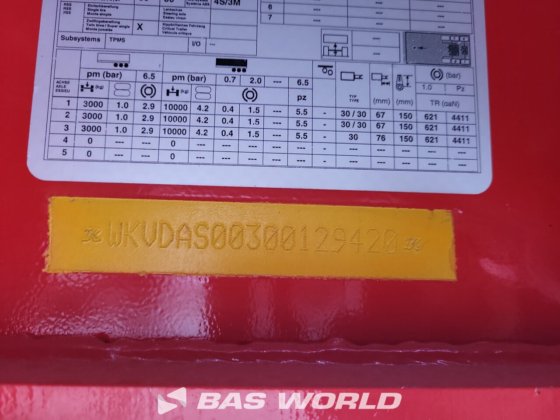 4S/3M
6
7
X
Subsystems TPMS I/O --
pm (bar) 6.5 pm (bar) 0.7 2.0 --- 6.5 (bar)
pz 1.0 Pz
(mm) (mm) TR (daN)
1 3000 1.0 2.9 10000 4.2 0.4 1.5 --- 5.5 - 30 / 30 67 150 621 4411
2 3000 1.0 2.9 10000 4.2 0.4 1.5 --- 5.5 - 30 / 30 67 150 621 4411
3 3000 1.0 2.9 10000 4.2 0.4 1.5 --- 5.5 - 30 76 150 621 4411
4 0 --- --- 0 --- --- --- --- --- - --- --- --- --- ---
5 0 --- --- 0 --- --- --- --- --- - --- --- --- --- ---
WKVDAS00300129420
BAS WORLD